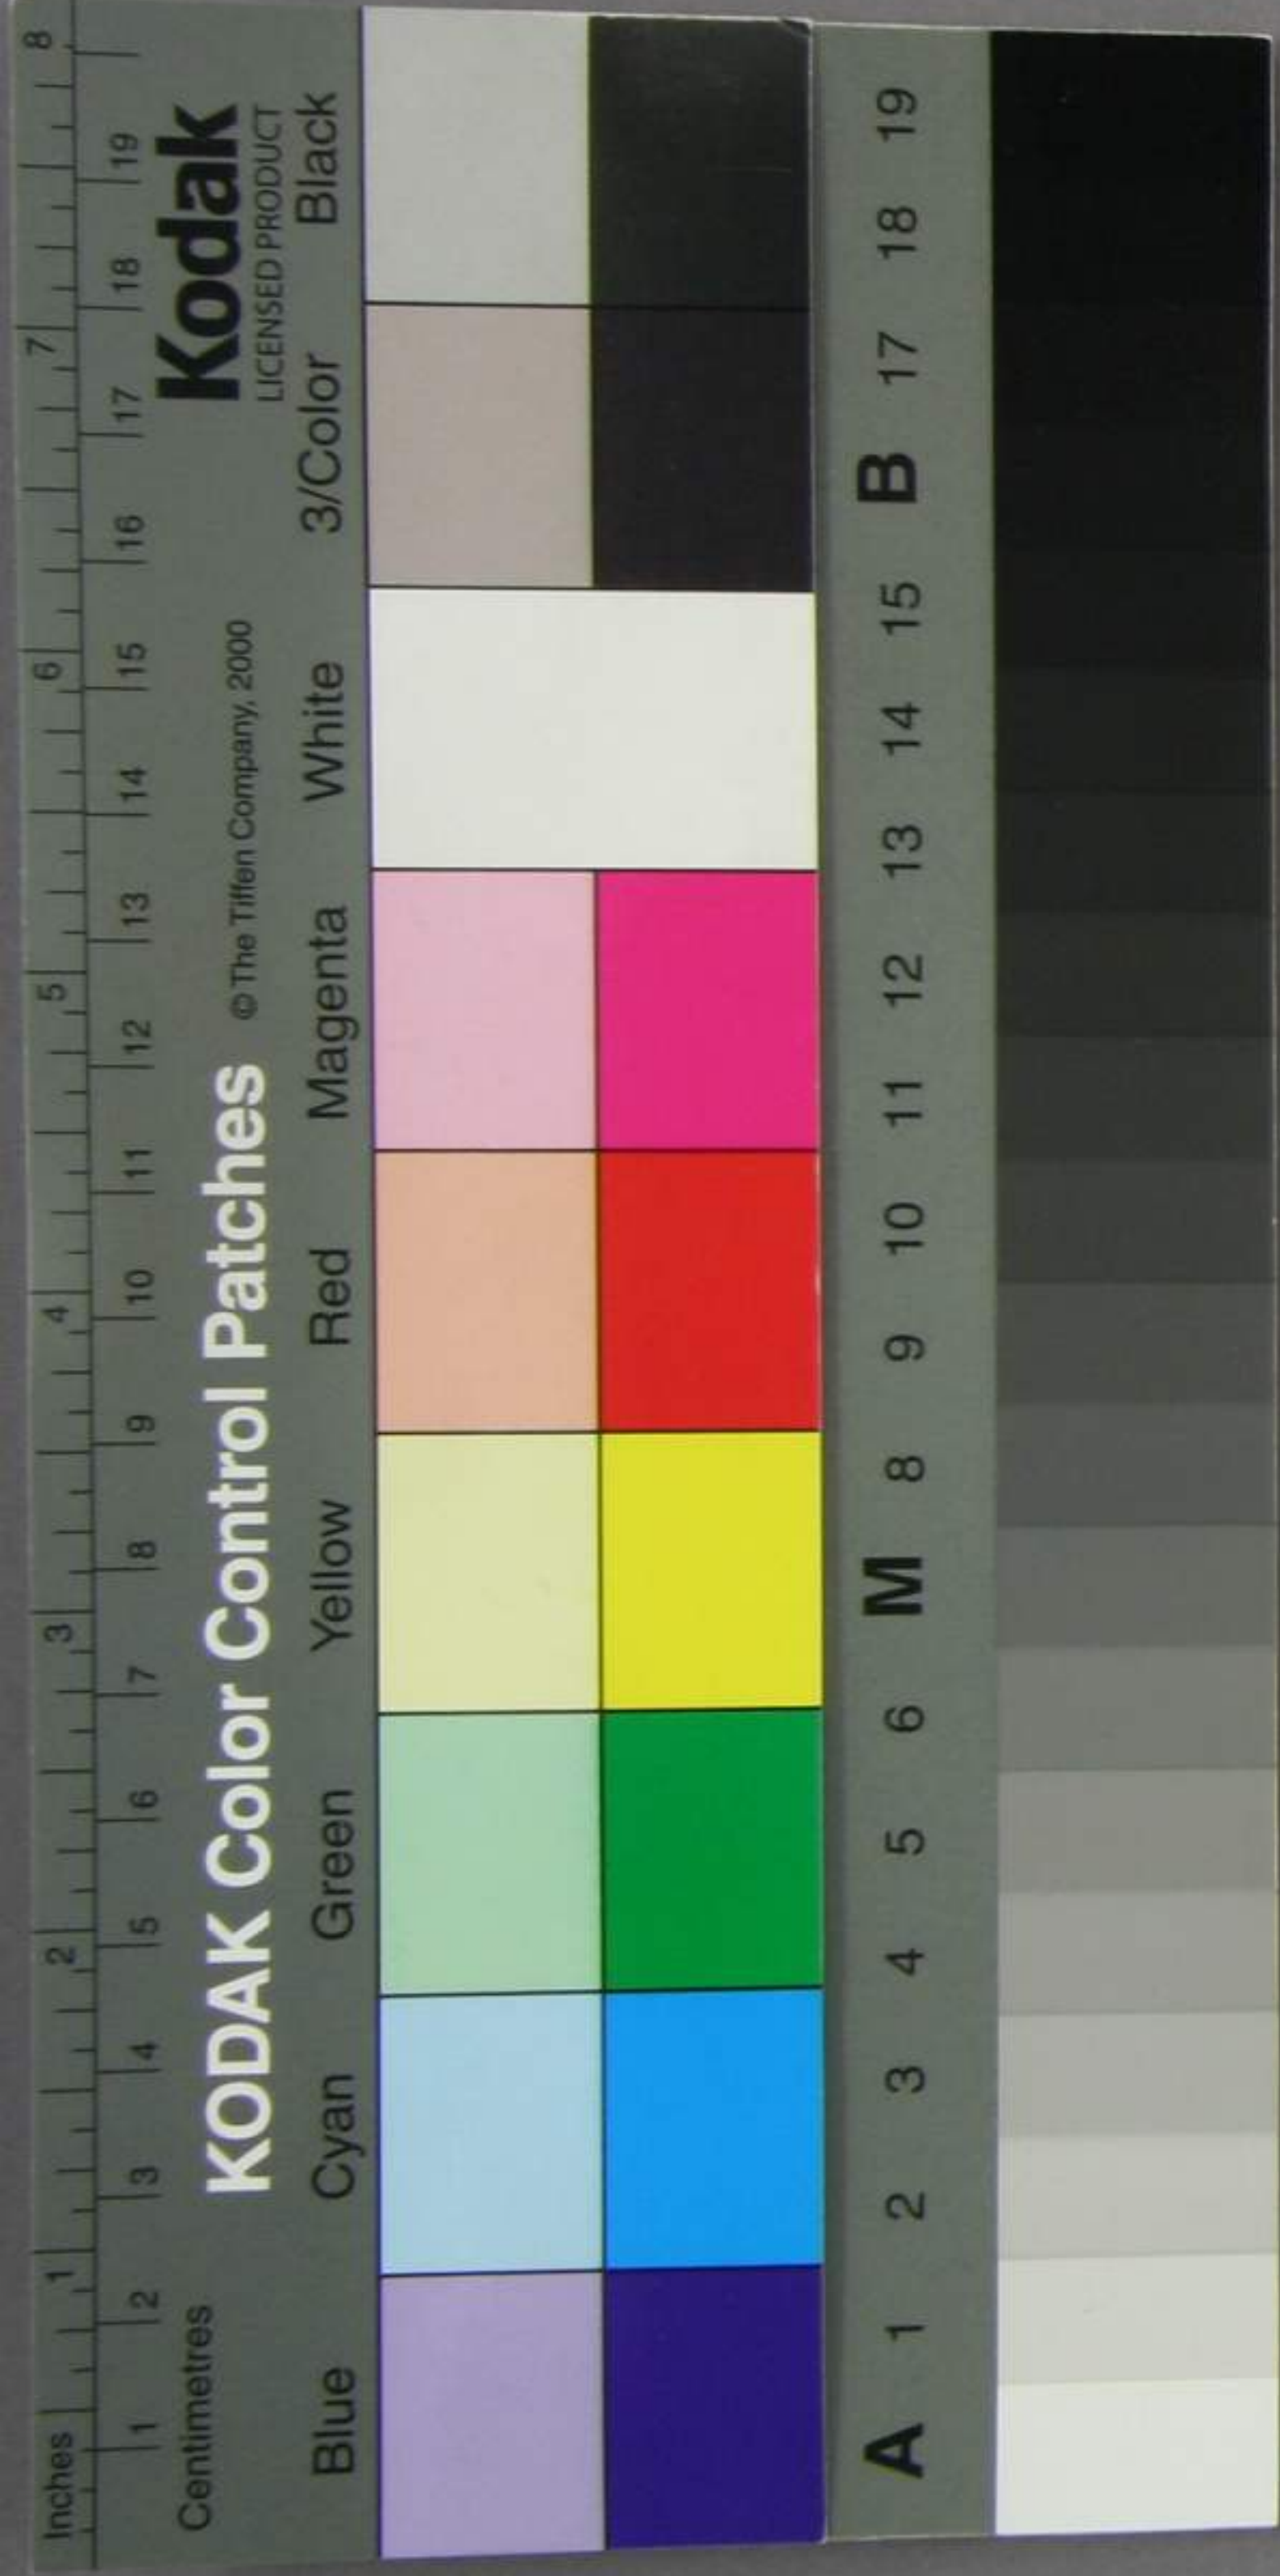 KODAK Color Control Patches © The Tiffen Company, 2000
Kodak
LICENSED PRODUCT
Inches 1 2 3 4 5 6 7 8
1 2 3 4 5 6 7 8 9 10 11 12 13 14 15 16 17 18 19
Centimetres
Blue Cyan Green Yellow Red Magenta White 3/Color Black
A 1 2 3 4 5 6 M 8 9 10 11 12 13 14 15 B 17 18 19